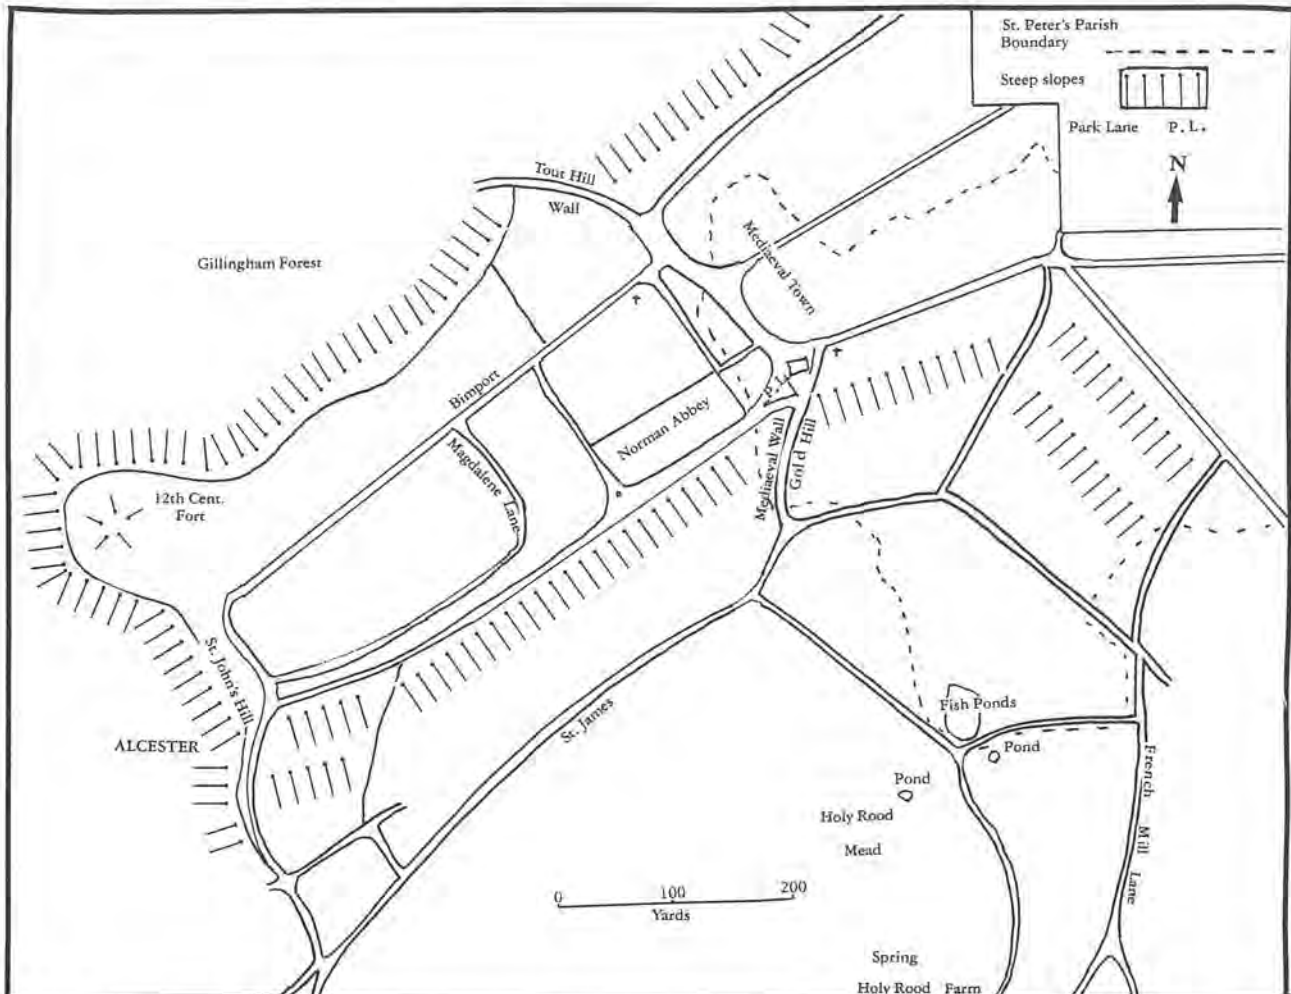 St. Peter's Parish
Boundary
Steep slopes
Park Lane P. L.
N
Tout Hill
Wall
Gillingham Forest
Mediaeval Town
Bimport
P. L.
Norman Abbey
Magdalene Lane
Mediaeval Wall
Gold Hill
12th Cent.
Fort
St. John's Hill
ALCESTER
St. James
Fish Ponds
Pond
Pond
Holy Rood
Mead
French Mill Lane
0 100 200
Yards
Spring
Holy Rood Farm